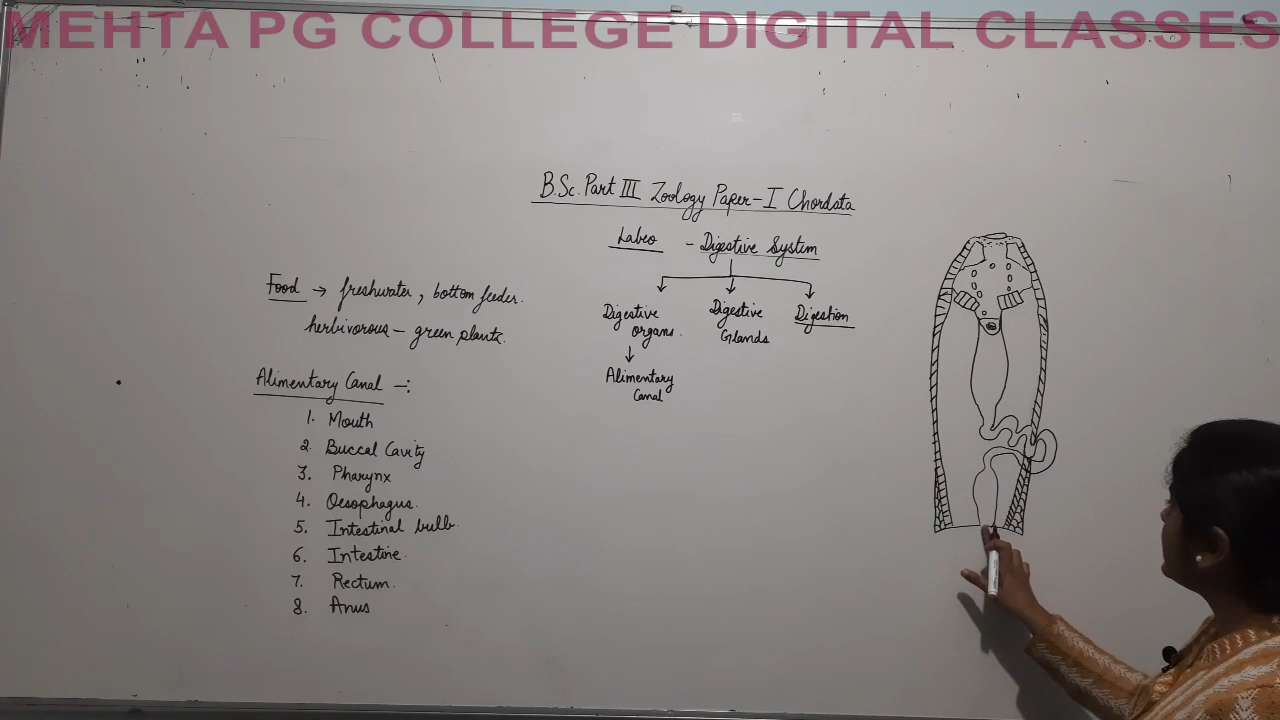 MEHTA PG COLLEGE DIGITAL CLASSES
B.Sc. Part III Zoology Paper-I Chordata
Labeo - Digestive System
Digestive organs.
Digestive Glands
Digestion
Alimentary Canal
Food → freshwater, bottom feeder.
herbivorous - green plants.
Alimentary Canal -:
1. Mouth
2. Buccal Cavity
3. Pharynx
4. Oesophagus.
5. Intestinal bulb.
6. Intestine.
7. Rectum.
8. Anus